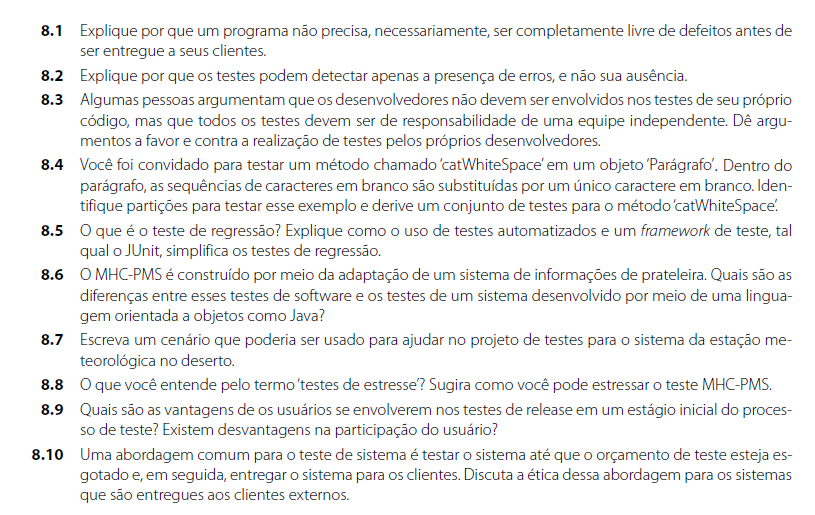 8.1 Explique por que um programa não precisa, necessariamente, ser completamente livre de defeitos antes de
ser entregue a seus clientes.
8.2 Explique por que os testes podem detectar apenas a presença de erros, e não sua ausência.
8.3 Algumas pessoas argumentam que os desenvolvedores não devem ser envolvidos nos testes de seu próprio
código, mas que todos os testes devem ser de responsabilidade de uma equipe independente. Dê argu-
mentos a favor e contra a realização de testes pelos próprios desenvolvedores.
8.4 Você foi convidado para testar um método chamado ‘catWhiteSpace’ em um objeto ‘Parágrafo’. Dentro do
parágrafo, as sequências de caracteres em branco são substituídas por um único caractere em branco. Iden-
tifique partições para testar esse exemplo e derive um conjunto de testes para o método ‘catWhiteSpace’.
8.5 O que é o teste de regressão? Explique como o uso de testes automatizados e um framework de teste, tal
qual o JUnit, simplifica os testes de regressão.
8.6 O MHC-PMS é construído por meio da adaptação de um sistema de informações de prateleira. Quais são as
diferenças entre esses testes de software e os testes de um sistema desenvolvido por meio de uma lingua-
gem orientada a objetos como Java?
8.7 Escreva um cenário que poderia ser usado para ajudar no projeto de testes para o sistema da estação me-
teorológica no deserto.
8.8 O que você entende pelo termo ‘testes de estresse’? Sugira como você pode estressar o teste MHC-PMS.
8.9 Quais são as vantagens de os usuários se envolverem nos testes de release em um estágio inicial do proces-
so de teste? Existem desvantagens na participação do usuário?
8.10 Uma abordagem comum para o teste de sistema é testar o sistema até que o orçamento de teste esteja es-
gotado e, em seguida, entregar o sistema para os clientes. Discuta a ética dessa abordagem para os sistemas
que são entregues aos clientes externos.